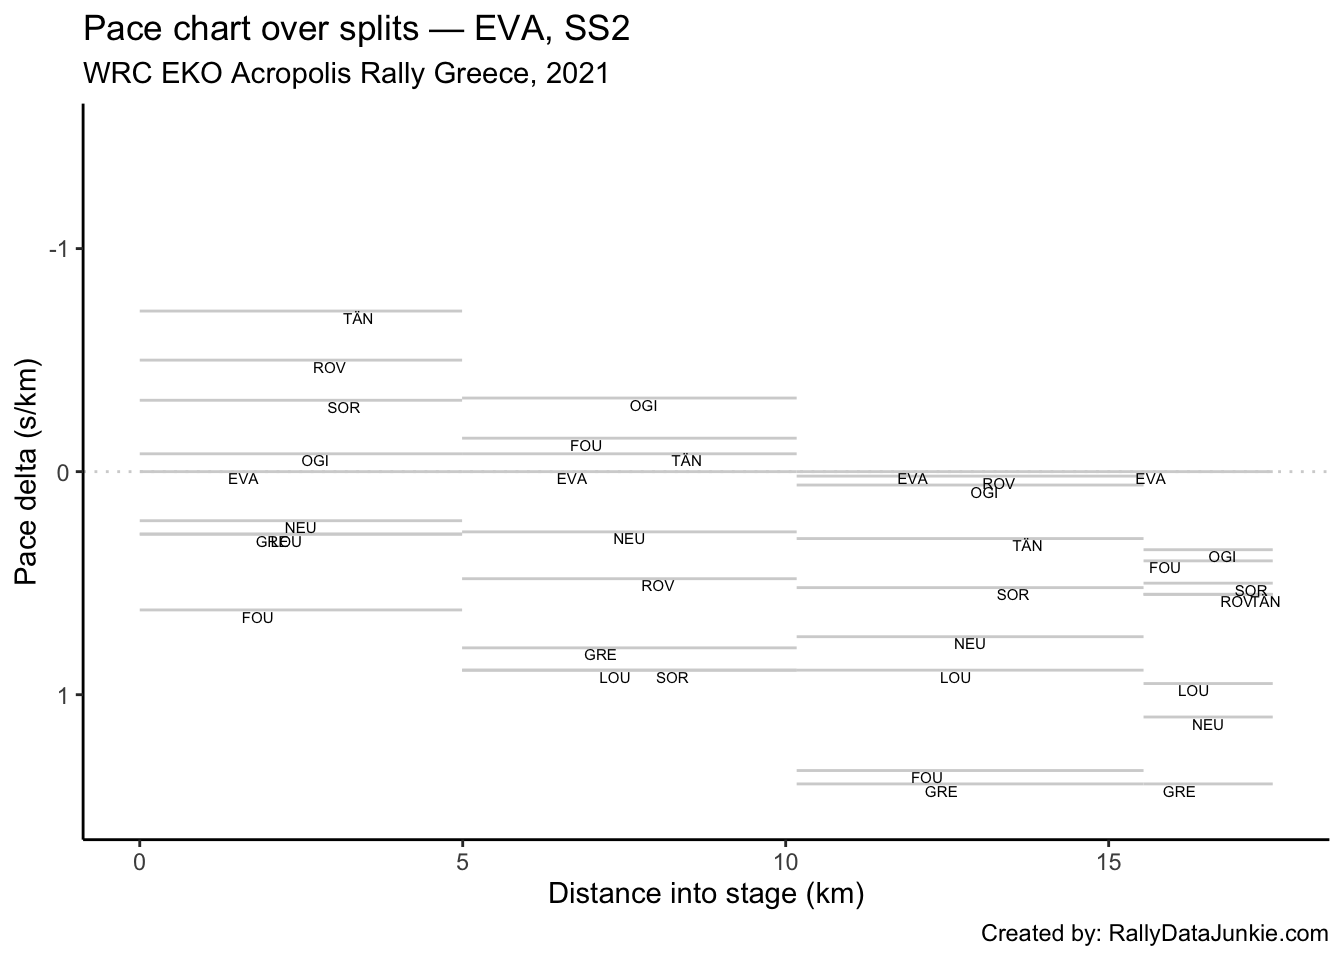 Pace chart over splits — EVA, SS2
WRC EKO Acropolis Rally Greece, 2021
Pace delta (s/km)
-1
0
1
TÄN
ROV
SOR
OGI
EVA
NEU
GRE
LOU
FOU
OGI
FOU
TÄN
EVA
NEU
ROV
GRE
LOU
SOR
EVA
ROV
OGI
TÄN
SOR
NEU
LOU
FOU
GRE
EVA
OGI
FOU
SOR
ROV
TÄN
LOU
NEU
GRE
0
5
10
15
Distance into stage (km)
Created by: RallyDataJunkie.com